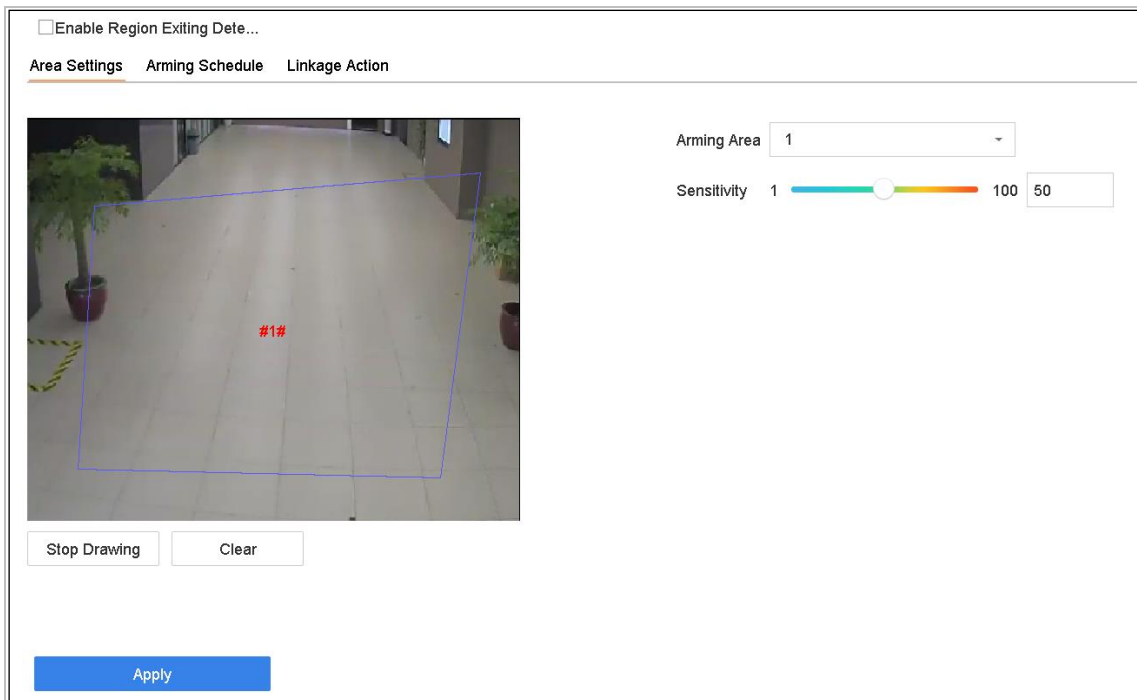 Enable Region Exiting Dete...
Area Settings Arming Schedule Linkage Action
Arming Area 1
Sensitivity 1 100 50
#1#
Stop Drawing Clear
Apply